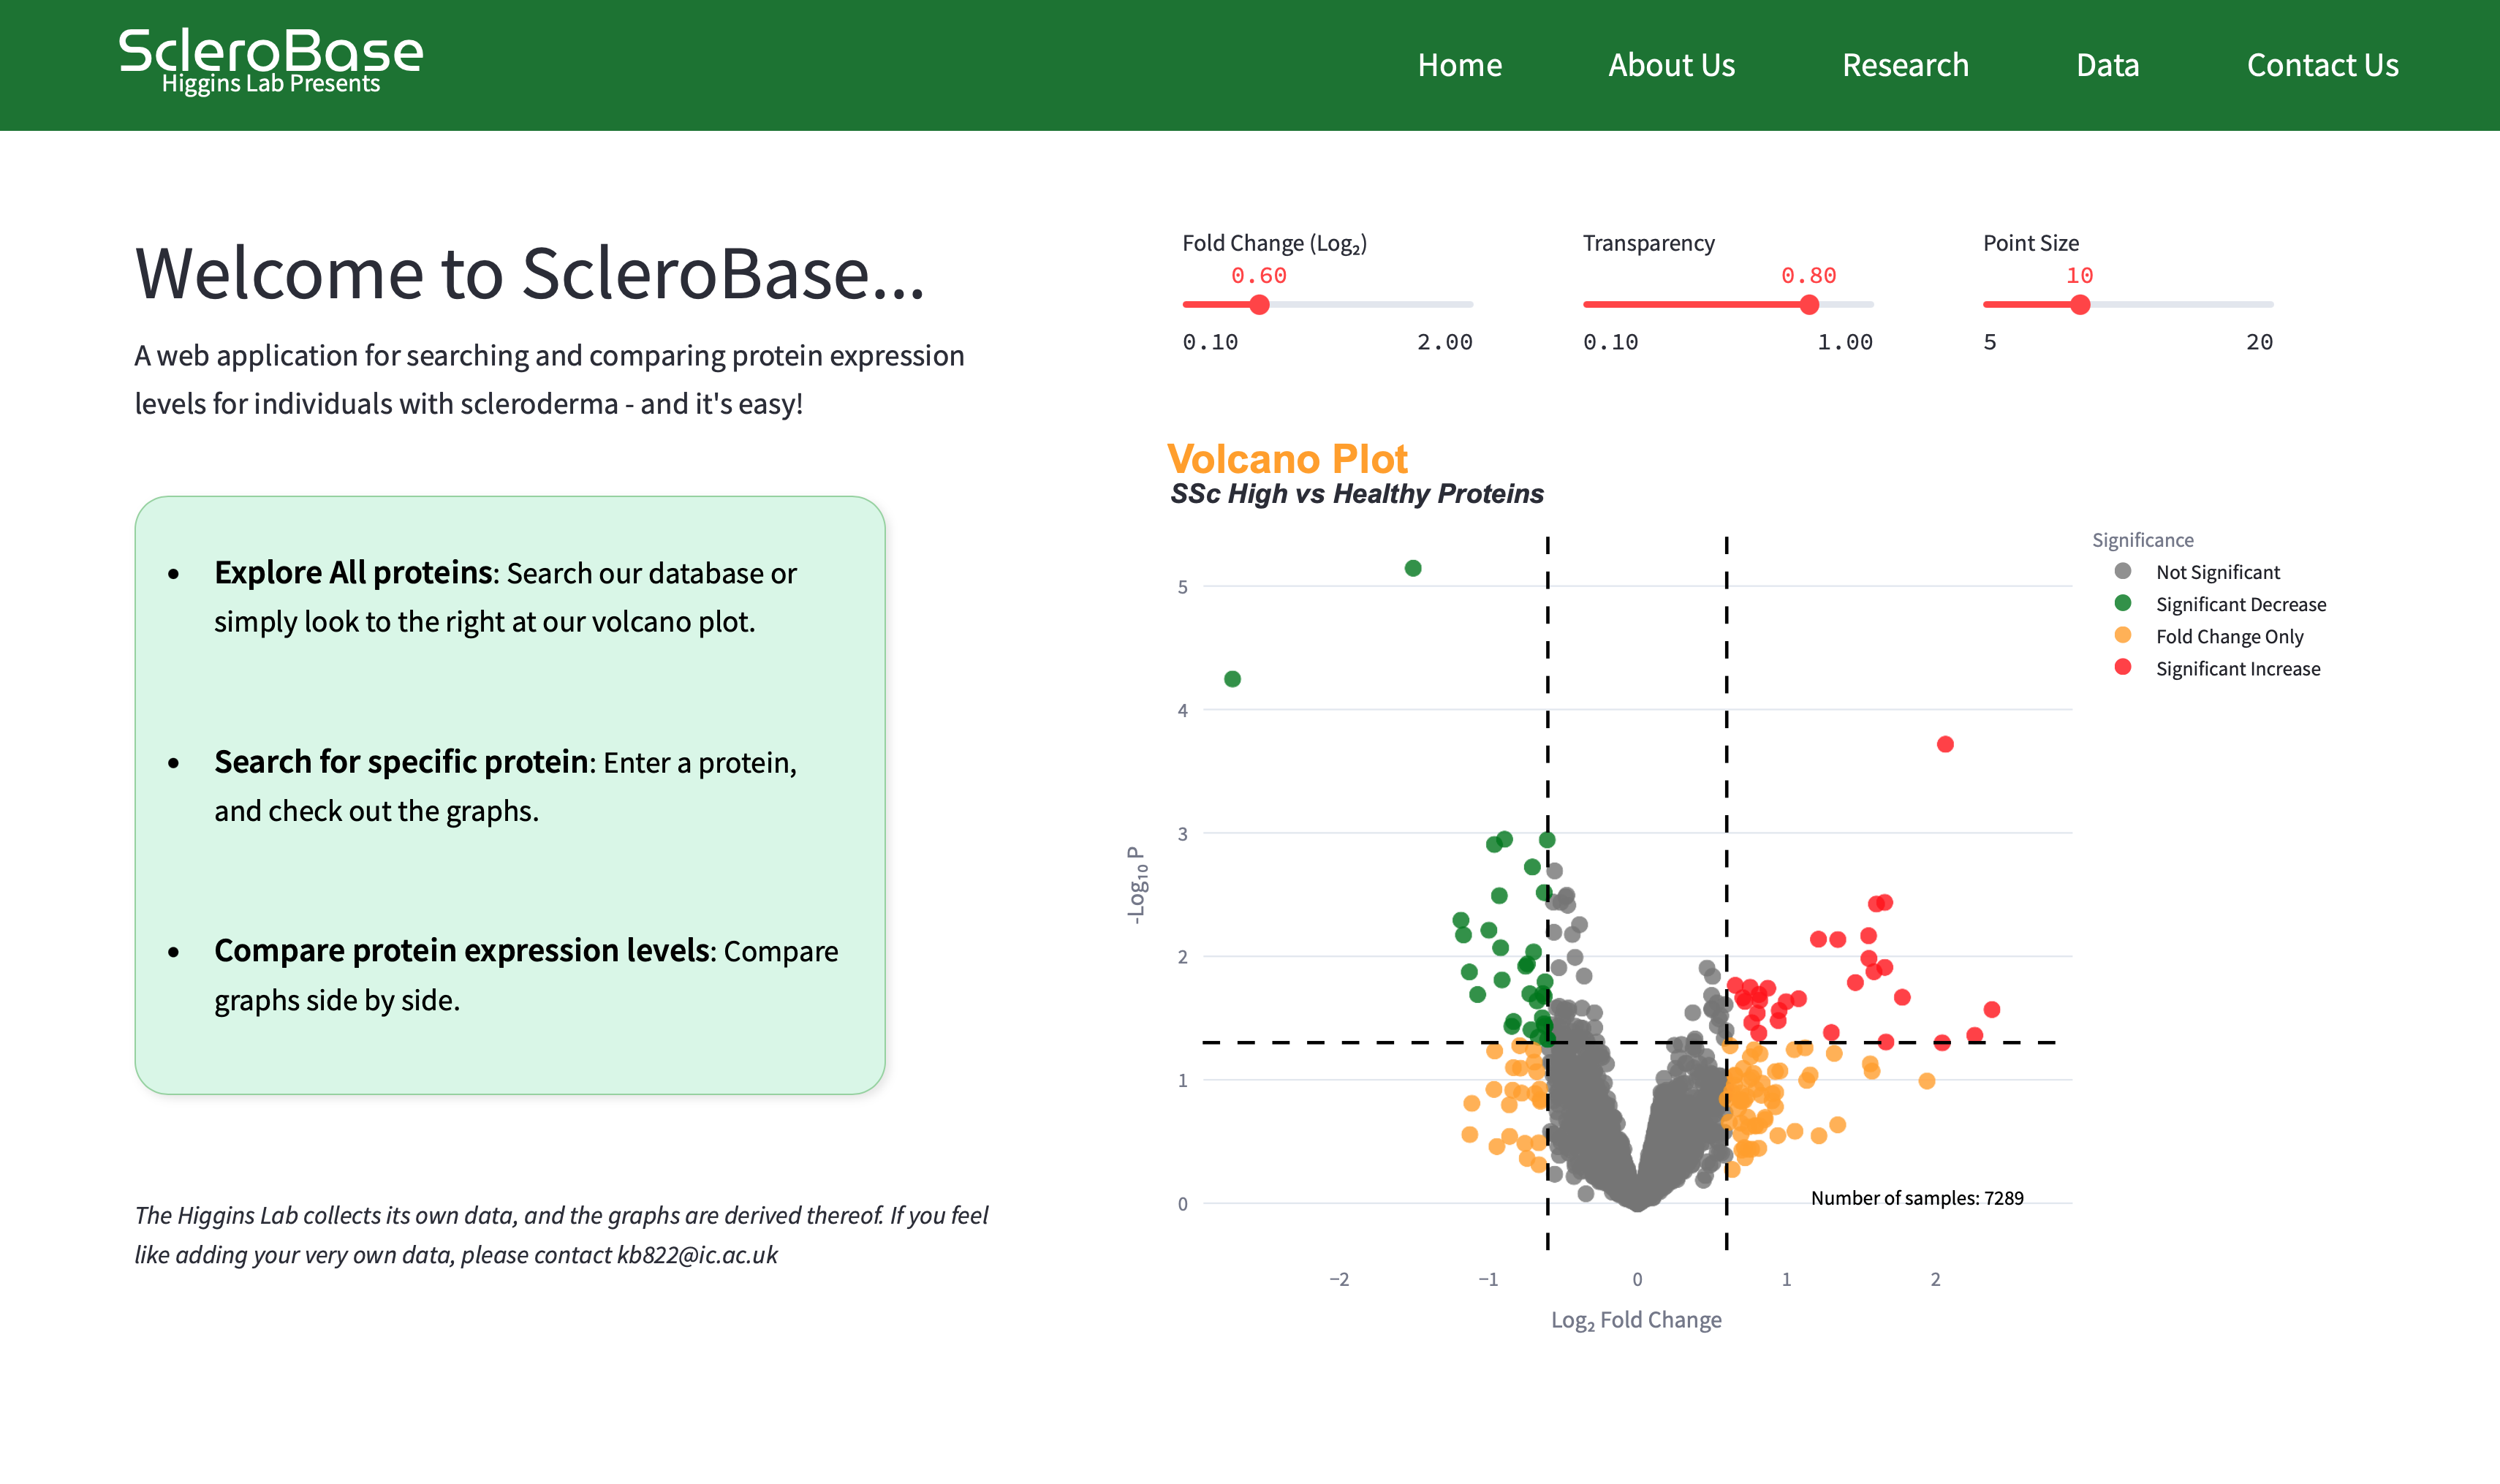 ScleroBase
Higgins Lab Presents
Home
About Us
Research
Data
Contact Us
Welcome to ScleroBase...
A web application for searching and comparing protein expression
levels for individuals with scleroderma - and it's easy!
• Explore All proteins: Search our database or
simply look to the right at our volcano plot.
• Search for specific protein: Enter a protein,
and check out the graphs.
• Compare protein expression levels: Compare
graphs side by side.
The Higgins Lab collects its own data, and the graphs are derived thereof. If you feel
like adding your very own data, please contact kb822@ic.ac.uk
Fold Change (Log₂)
0.60
0.10
2.00
Transparency
0.80
0.10
1.00
Point Size
10
5
20
Volcano Plot
SSc High vs Healthy Proteins
Significance
Not Significant
Significant Decrease
Fold Change Only
Significant Increase
-Log₁₀ P
5
4
3
2
1
0
Number of samples: 7289
−2
−1
0
1
2
Log₂ Fold Change